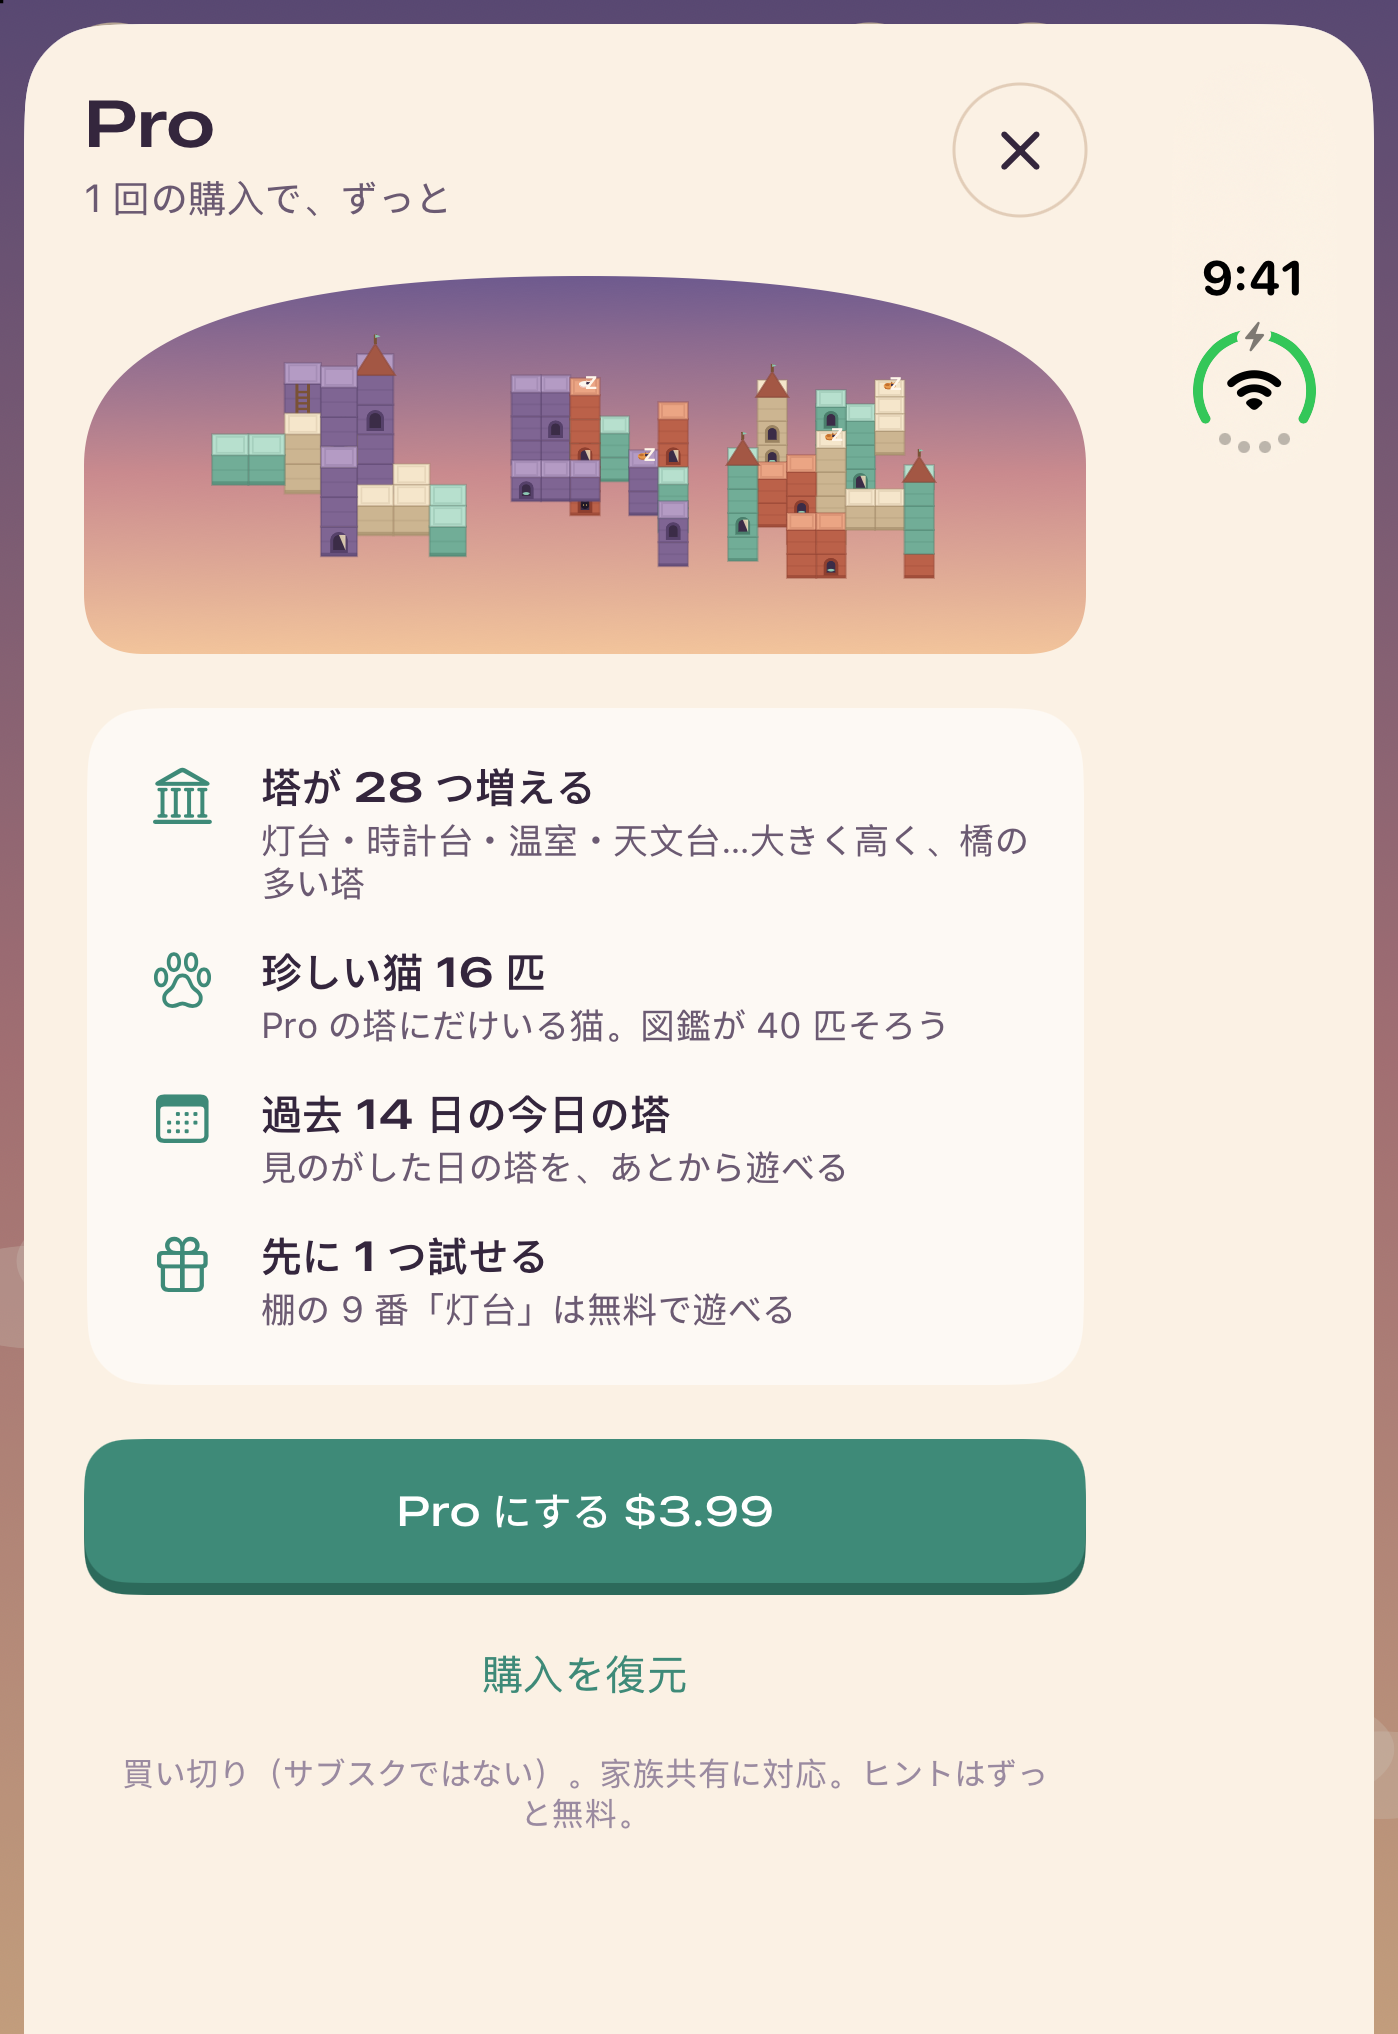 Pro
1 回の購入で、ずっと
9:41
Z
Z
Z
Z
塔が 28 つ増える
灯台・時計台・温室・天文台...大きく高く、橋の
多い塔
珍しい猫 16 匹
Pro の塔にだけいる猫。図鑑が 40 匹そろう
過去 14 日の今日の塔
見のがした日の塔を、あとから遊べる
先に 1 つ試せる
棚の 9 番「灯台」は無料で遊べる
Pro にする $3.99
購入を復元
買い切り（サブスクではない）。家族共有に対応。ヒントはずっ
と無料。